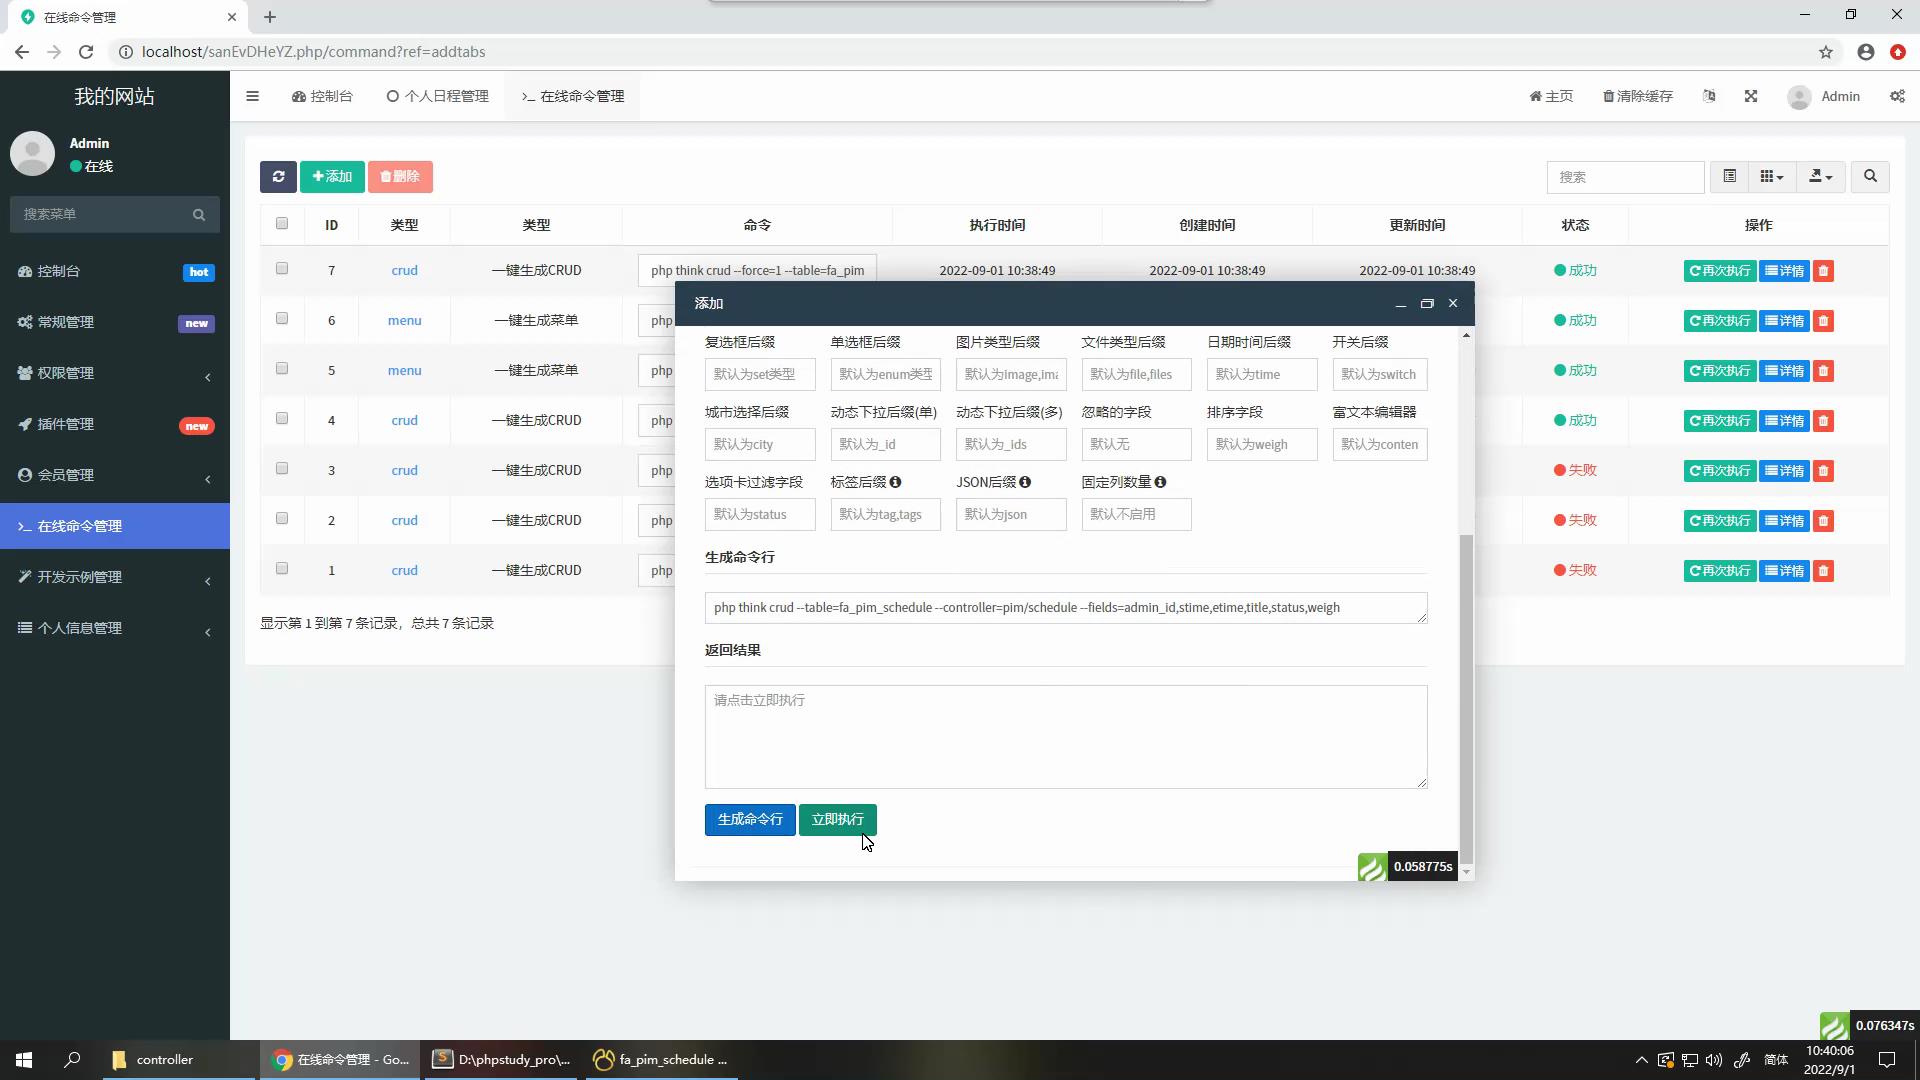 在线命令管理
localhost/sanEvDHeYZ.php/command?ref=addtabs
我的网站
控制台
个人日程管理
>_ 在线命令管理
主页
清除缓存
Admin
Admin
在线
搜索菜单
控制台 hot
常规管理 new
权限管理
插件管理 new
会员管理
>_ 在线命令管理
开发示例管理
个人信息管理
添加
删除
搜索
ID 类型 类型 命令 执行时间 创建时间 更新时间 状态 操作
7 crud 一键生成CRUD php think crud --force=1 --table=fa_pim 2022-09-01 10:38:49 2022-09-01 10:38:49 2022-09-01 10:38:49 成功 再次执行 详情
6 menu 一键生成菜单 php 成功 再次执行 详情
5 menu 一键生成菜单 php 成功 再次执行 详情
4 crud 一键生成CRUD php 成功 再次执行 详情
3 crud 一键生成CRUD php 失败 再次执行 详情
2 crud 一键生成CRUD php 失败 再次执行 详情
1 crud 一键生成CRUD php 失败 再次执行 详情
显示第 1 到第 7 条记录，总共 7 条记录
添加
复选框后缀 单选框后缀 图片类型后缀 文件类型后缀 日期时间后缀 开关后缀
默认为set类型 默认为enum类型 默认为image,ima 默认为file,files 默认为time 默认为switch
城市选择后缀 动态下拉后缀(单) 动态下拉后缀(多) 忽略的字段 排序字段 富文本编辑器
默认为city 默认为_id 默认为_ids 默认为无 默认为weigh 默认为conten
选项卡过滤字段 标签后缀 JSON后缀 固定列数量
默认为status 默认为tag,tags 默认为json 默认不启用
生成命令行
php think crud --table=fa_pim_schedule --controller=pim/schedule --fields=admin_id,stime,etime,title,status,weigh
返回结果
请点击立即执行
生成命令行 立即执行
0.058775s
0.076347s
controller
在线命令管理 - Go...
D:\phpstudy_pro\...
fa_pim_schedule ...
简体
10:40:06
2022/9/1